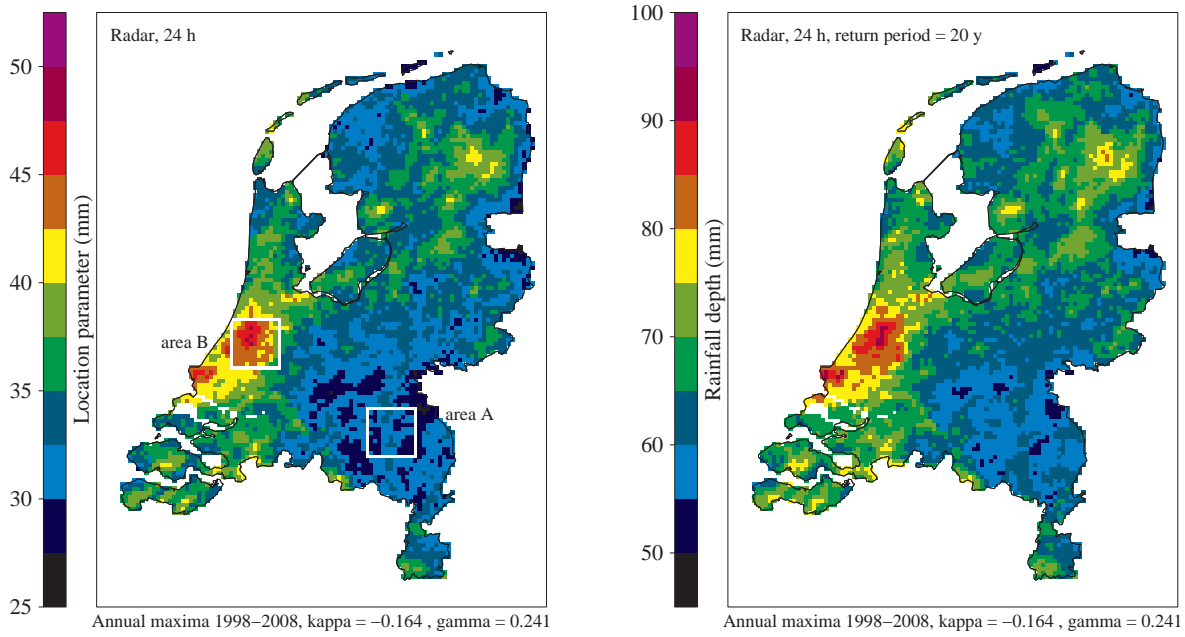 Radar, 24 h
50
45
40
35
30
25
Location parameter (mm)
area B
area A
Annual maxima 1998−2008, kappa = −0.164 , gamma = 0.241
Radar, 24 h, return period = 20 y
100
90
80
70
60
50
Rainfall depth (mm)
Annual maxima 1998−2008, kappa = −0.164 , gamma = 0.241